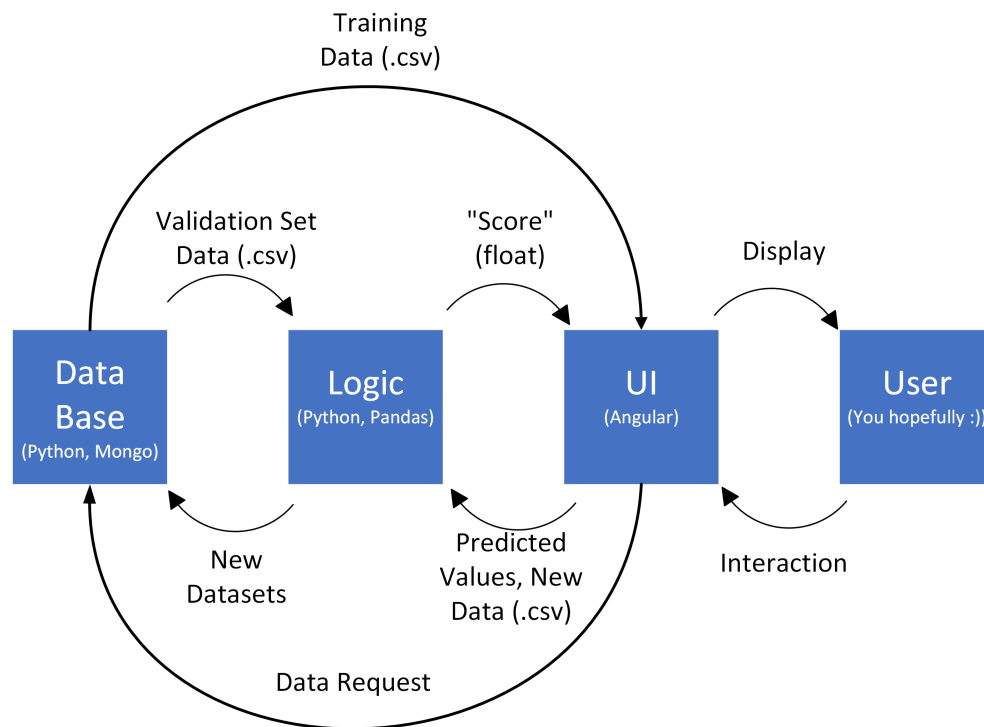 Training
Data (.csv)
Validation Set
Data (.csv)
"Score"
(float)
Display
Data
Base
(Python, Mongo)
Logic
(Python, Pandas)
UI
(Angular)
User
(You hopefully :))
New
Datasets
Predicted
Values, New
Data (.csv)
Interaction
Data Request